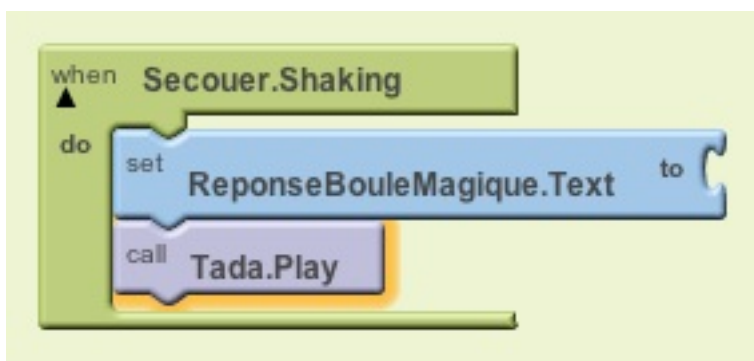 when Secouer.Shaking
do
set ReponseBouleMagique.Text to
call Tada.Play